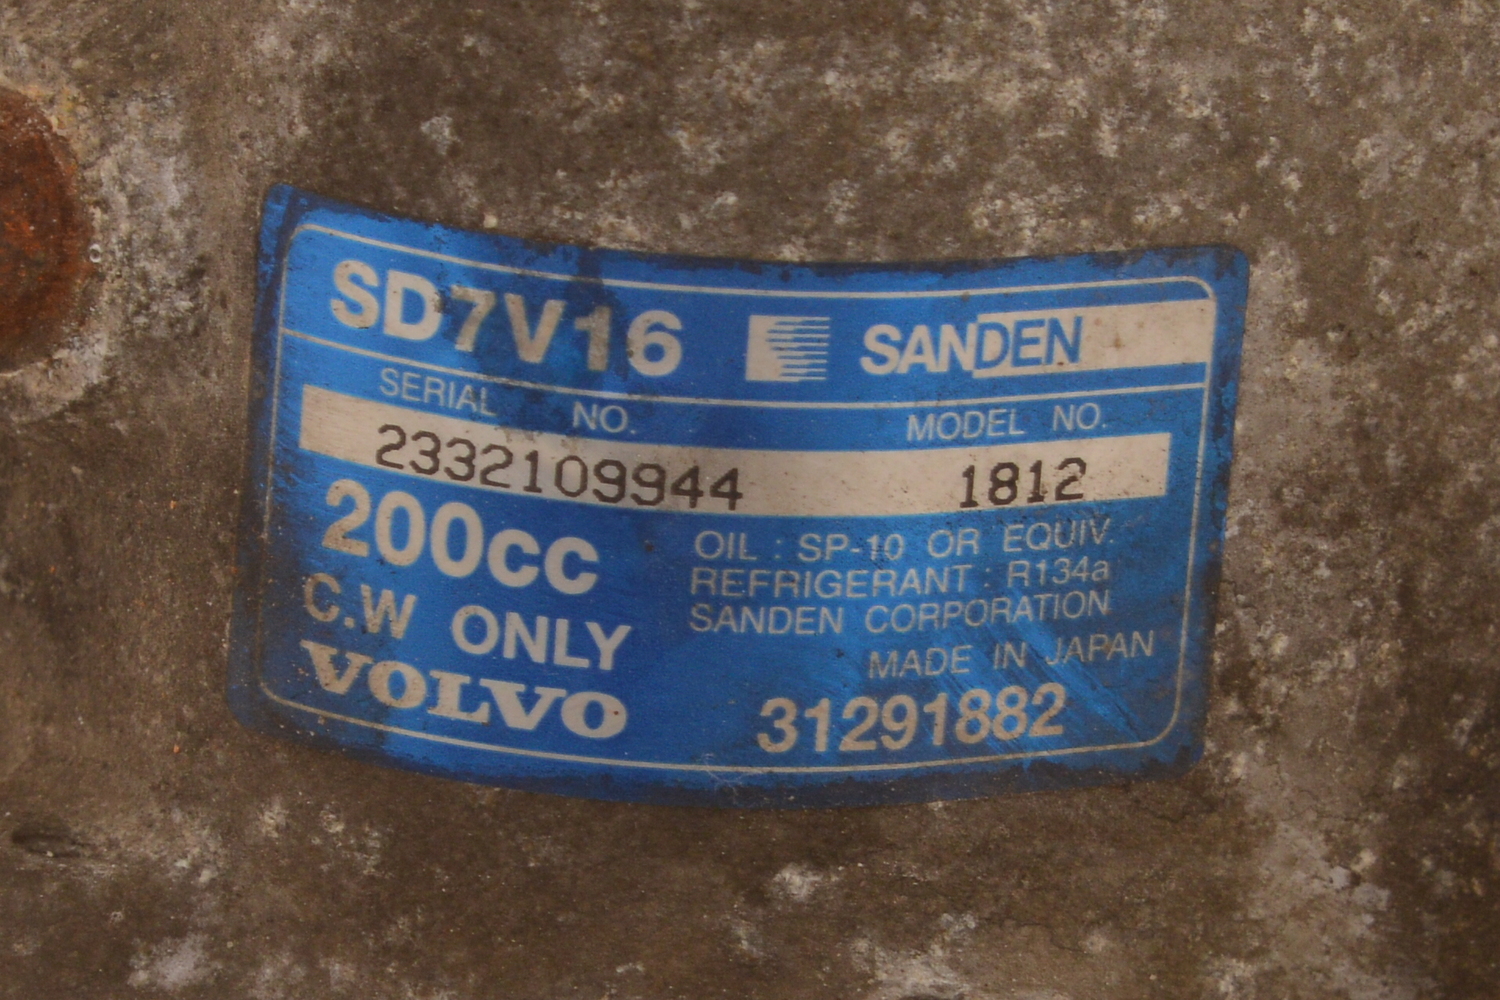 SD7V16 SANDEN
SERIAL NO. MODEL NO.
2332109944 1812
200cc
C.W ONLY
VOLVO
OIL : SP-10 OR EQUIV.
REFRIGERANT : R134a
SANDEN CORPORATION
MADE IN JAPAN
31291882